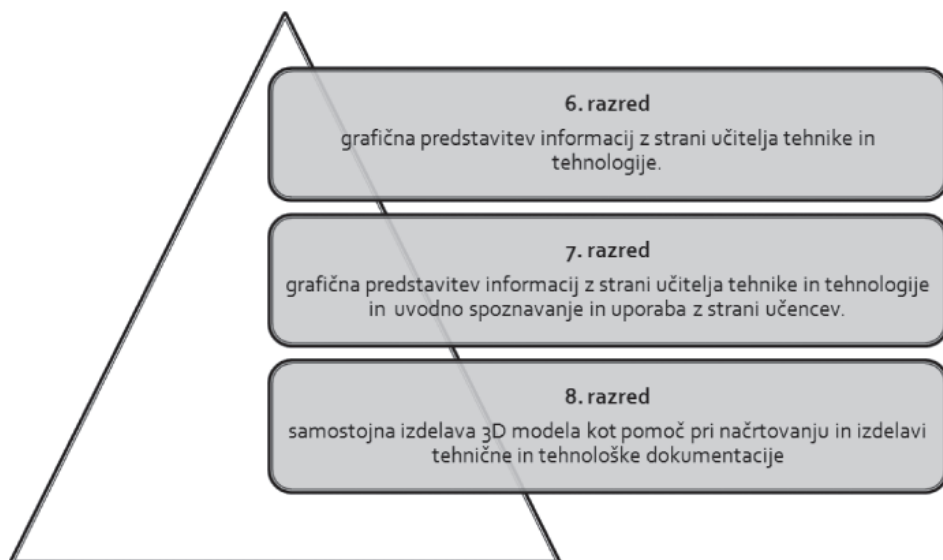 6. razred
grafična predstavitev informacij z strani učitelja tehnike in
tehnologije.
7. razred
grafična predstavitev informacij z strani učitelja tehnike in tehnologije
in uvodno spoznavanje in uporaba z strani učencev.
8. razred
samostojna izdelava 3D modela kot pomoč pri načrtovanju in izdelavi
tehnične in tehnološke dokumentacije